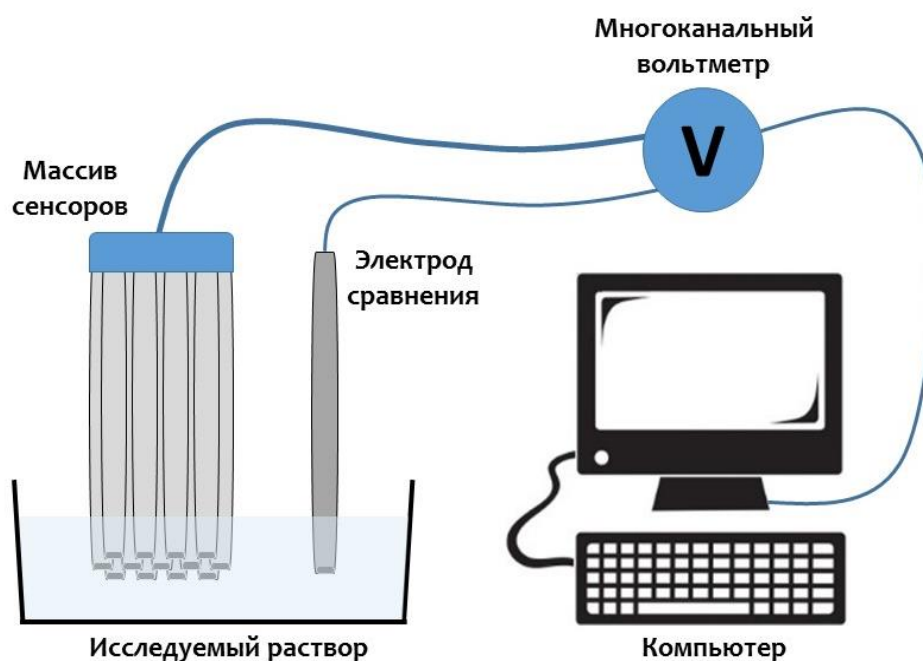 Многоканальный
вольтметр
V
Массив
сенсоров
Электрод
сравнения
Исследуемый раствор
Компьютер